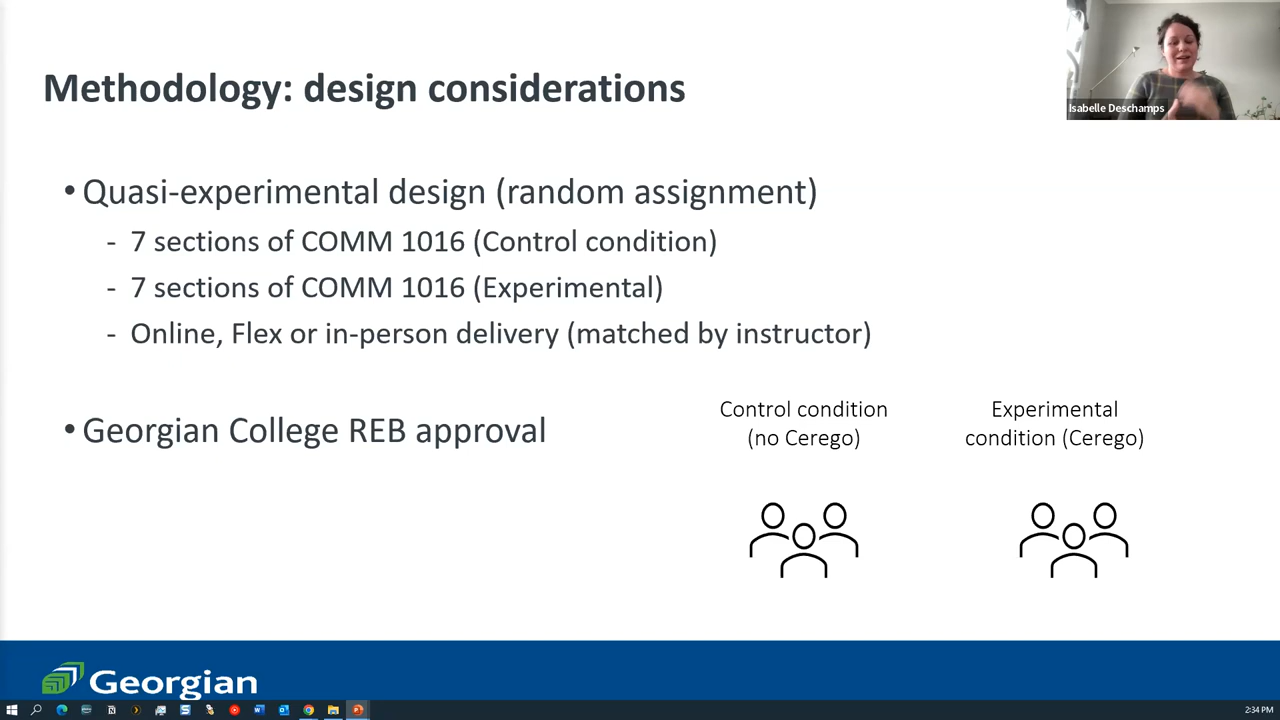 Methodology: design considerations
Isabelle Deschamps
• Quasi-experimental design (random assignment)
- 7 sections of COMM 1016 (Control condition)
- 7 sections of COMM 1016 (Experimental)
- Online, Flex or in-person delivery (matched by instructor)
• Georgian College REB approval
Control condition
(no Cerego)
Experimental
condition (Cerego)
Georgian
2:34 PM